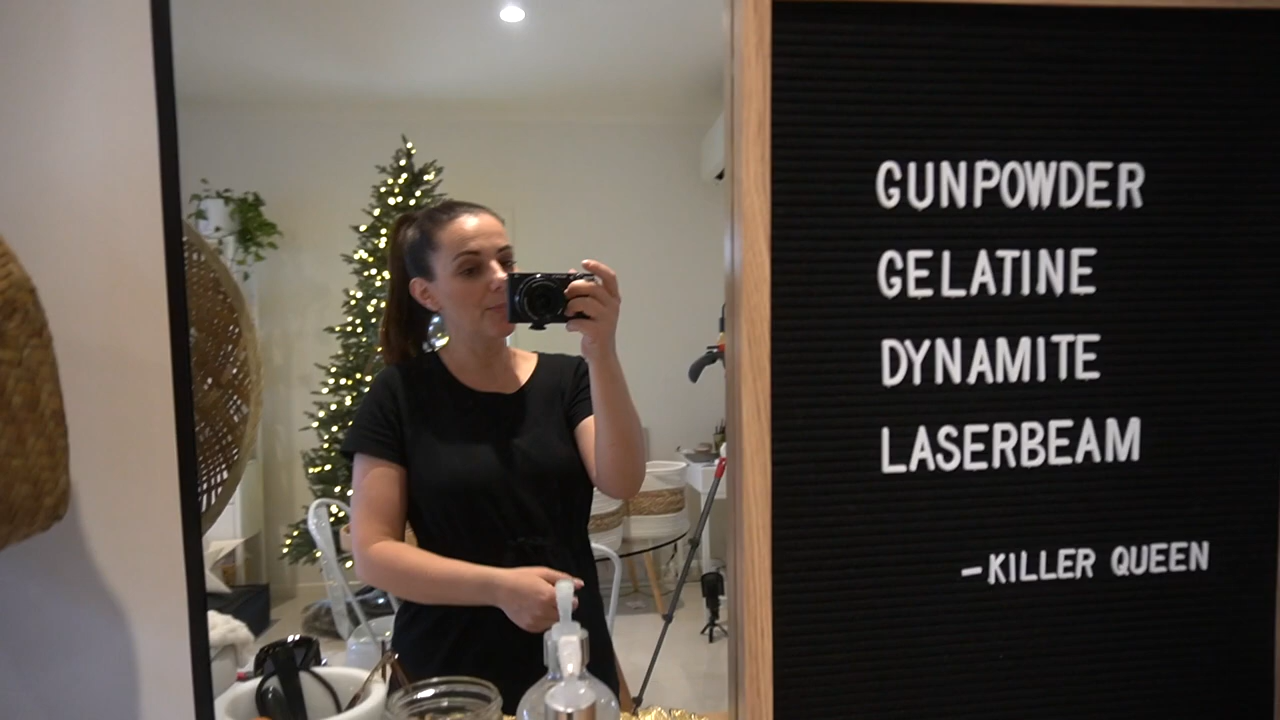 GUNPOWDER
GELATINE
DYNAMITE
LASERBEAM
-KILLER QUEEN